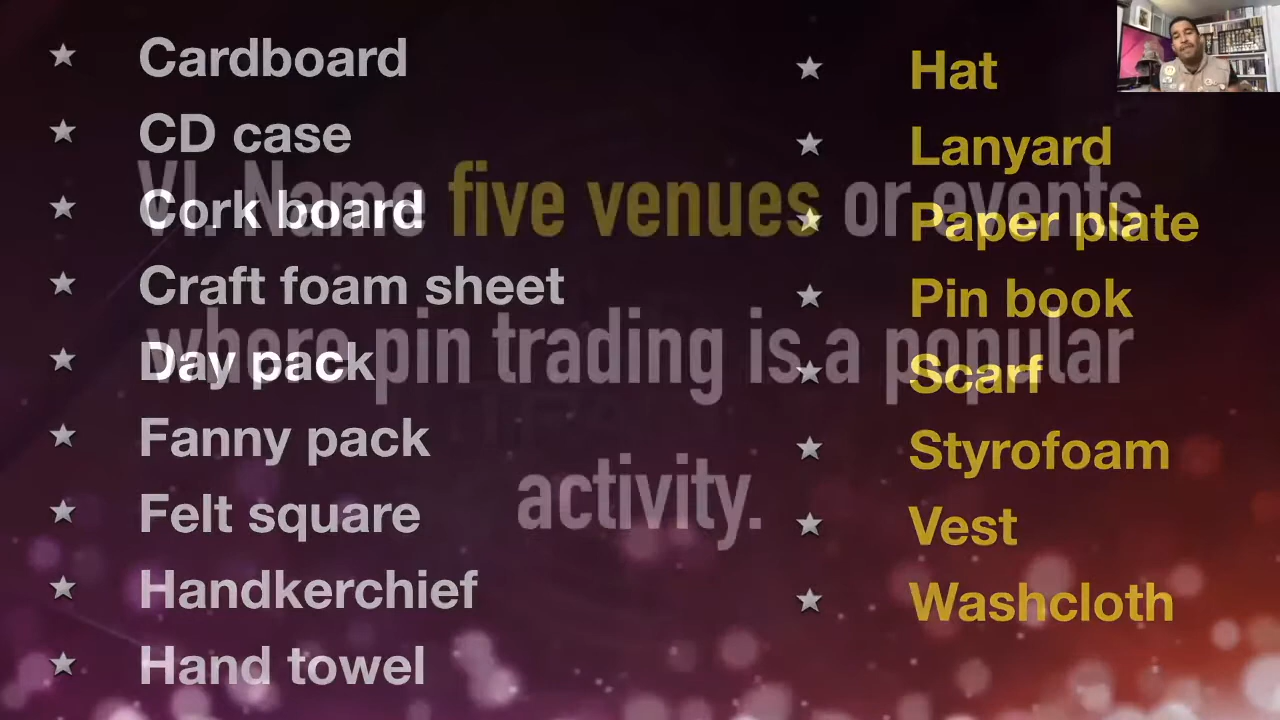 Cardboard
CD case
Cork board
Craft foam sheet
Day pack
Fanny pack
Felt square
Handkerchief
Hand towel
Hat
Lanyard
Paper plate
Pin book
Scarf
Styrofoam
Vest
Washcloth
VI. Name five venues or events
where pin trading is a popular
activity.